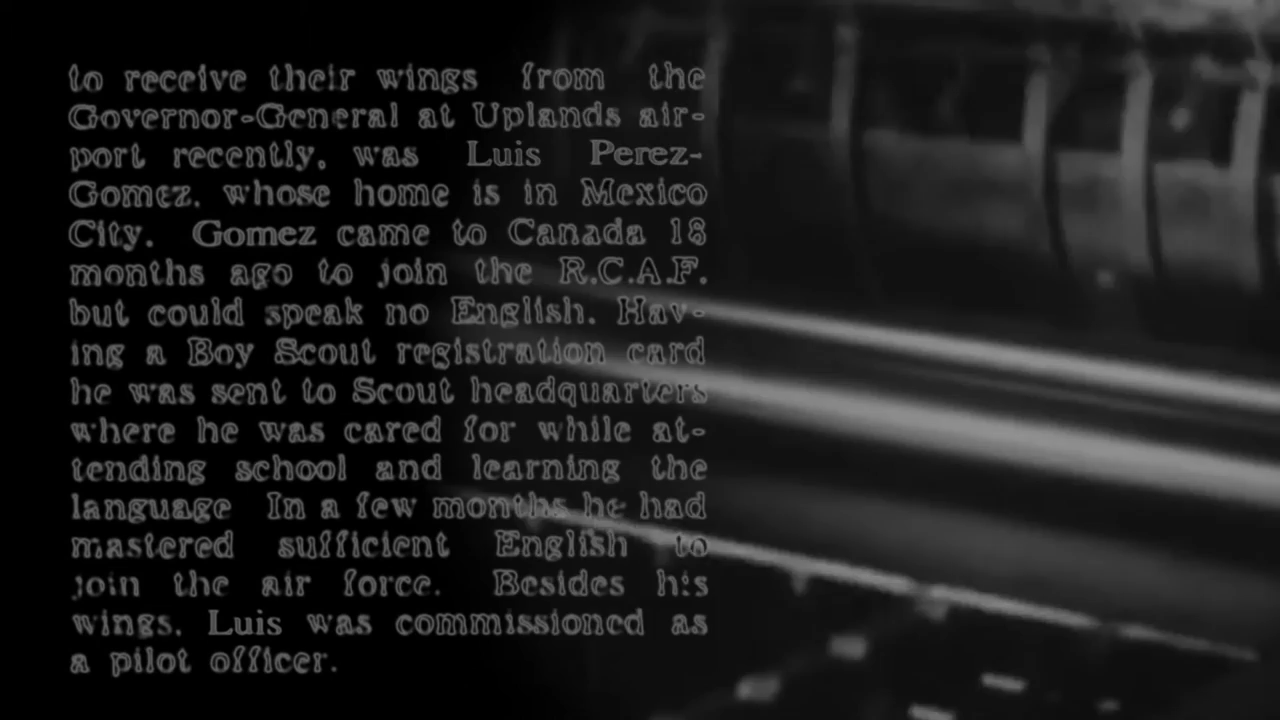 to receive their wings from the
Governor-General at Uplands air-
port recently, was Luis Perez-
Gomez, whose home is in Mexico
City. Gomez came to Canada 18
months ago to join the R.C.A.F.
but could speak no English. Hav-
ing a Boy Scout registration card
he was sent to Scout headquarters
where he was cared for while at-
tending school and learning the
language In a few months he had
mastered sufficient English to
join the air force. Besides his
wings, Luis was commissioned as
a pilot officer.